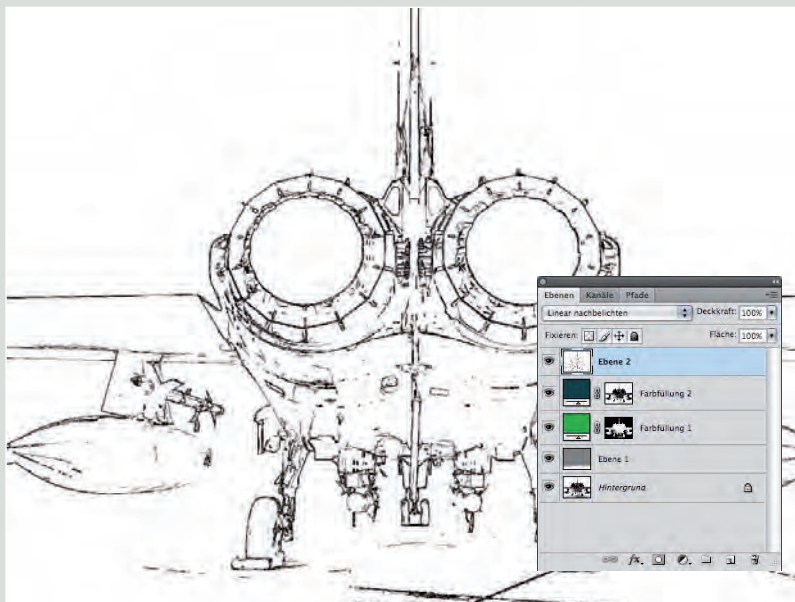 Ebenen Kanäle Pfade
Linear nachbelichten Deckkraft: 100%
Fixieren: Fläche: 100%
Ebene 2
Farbfüllung 2
Farbfüllung 1
Ebene 1
Hintergrund
fx.